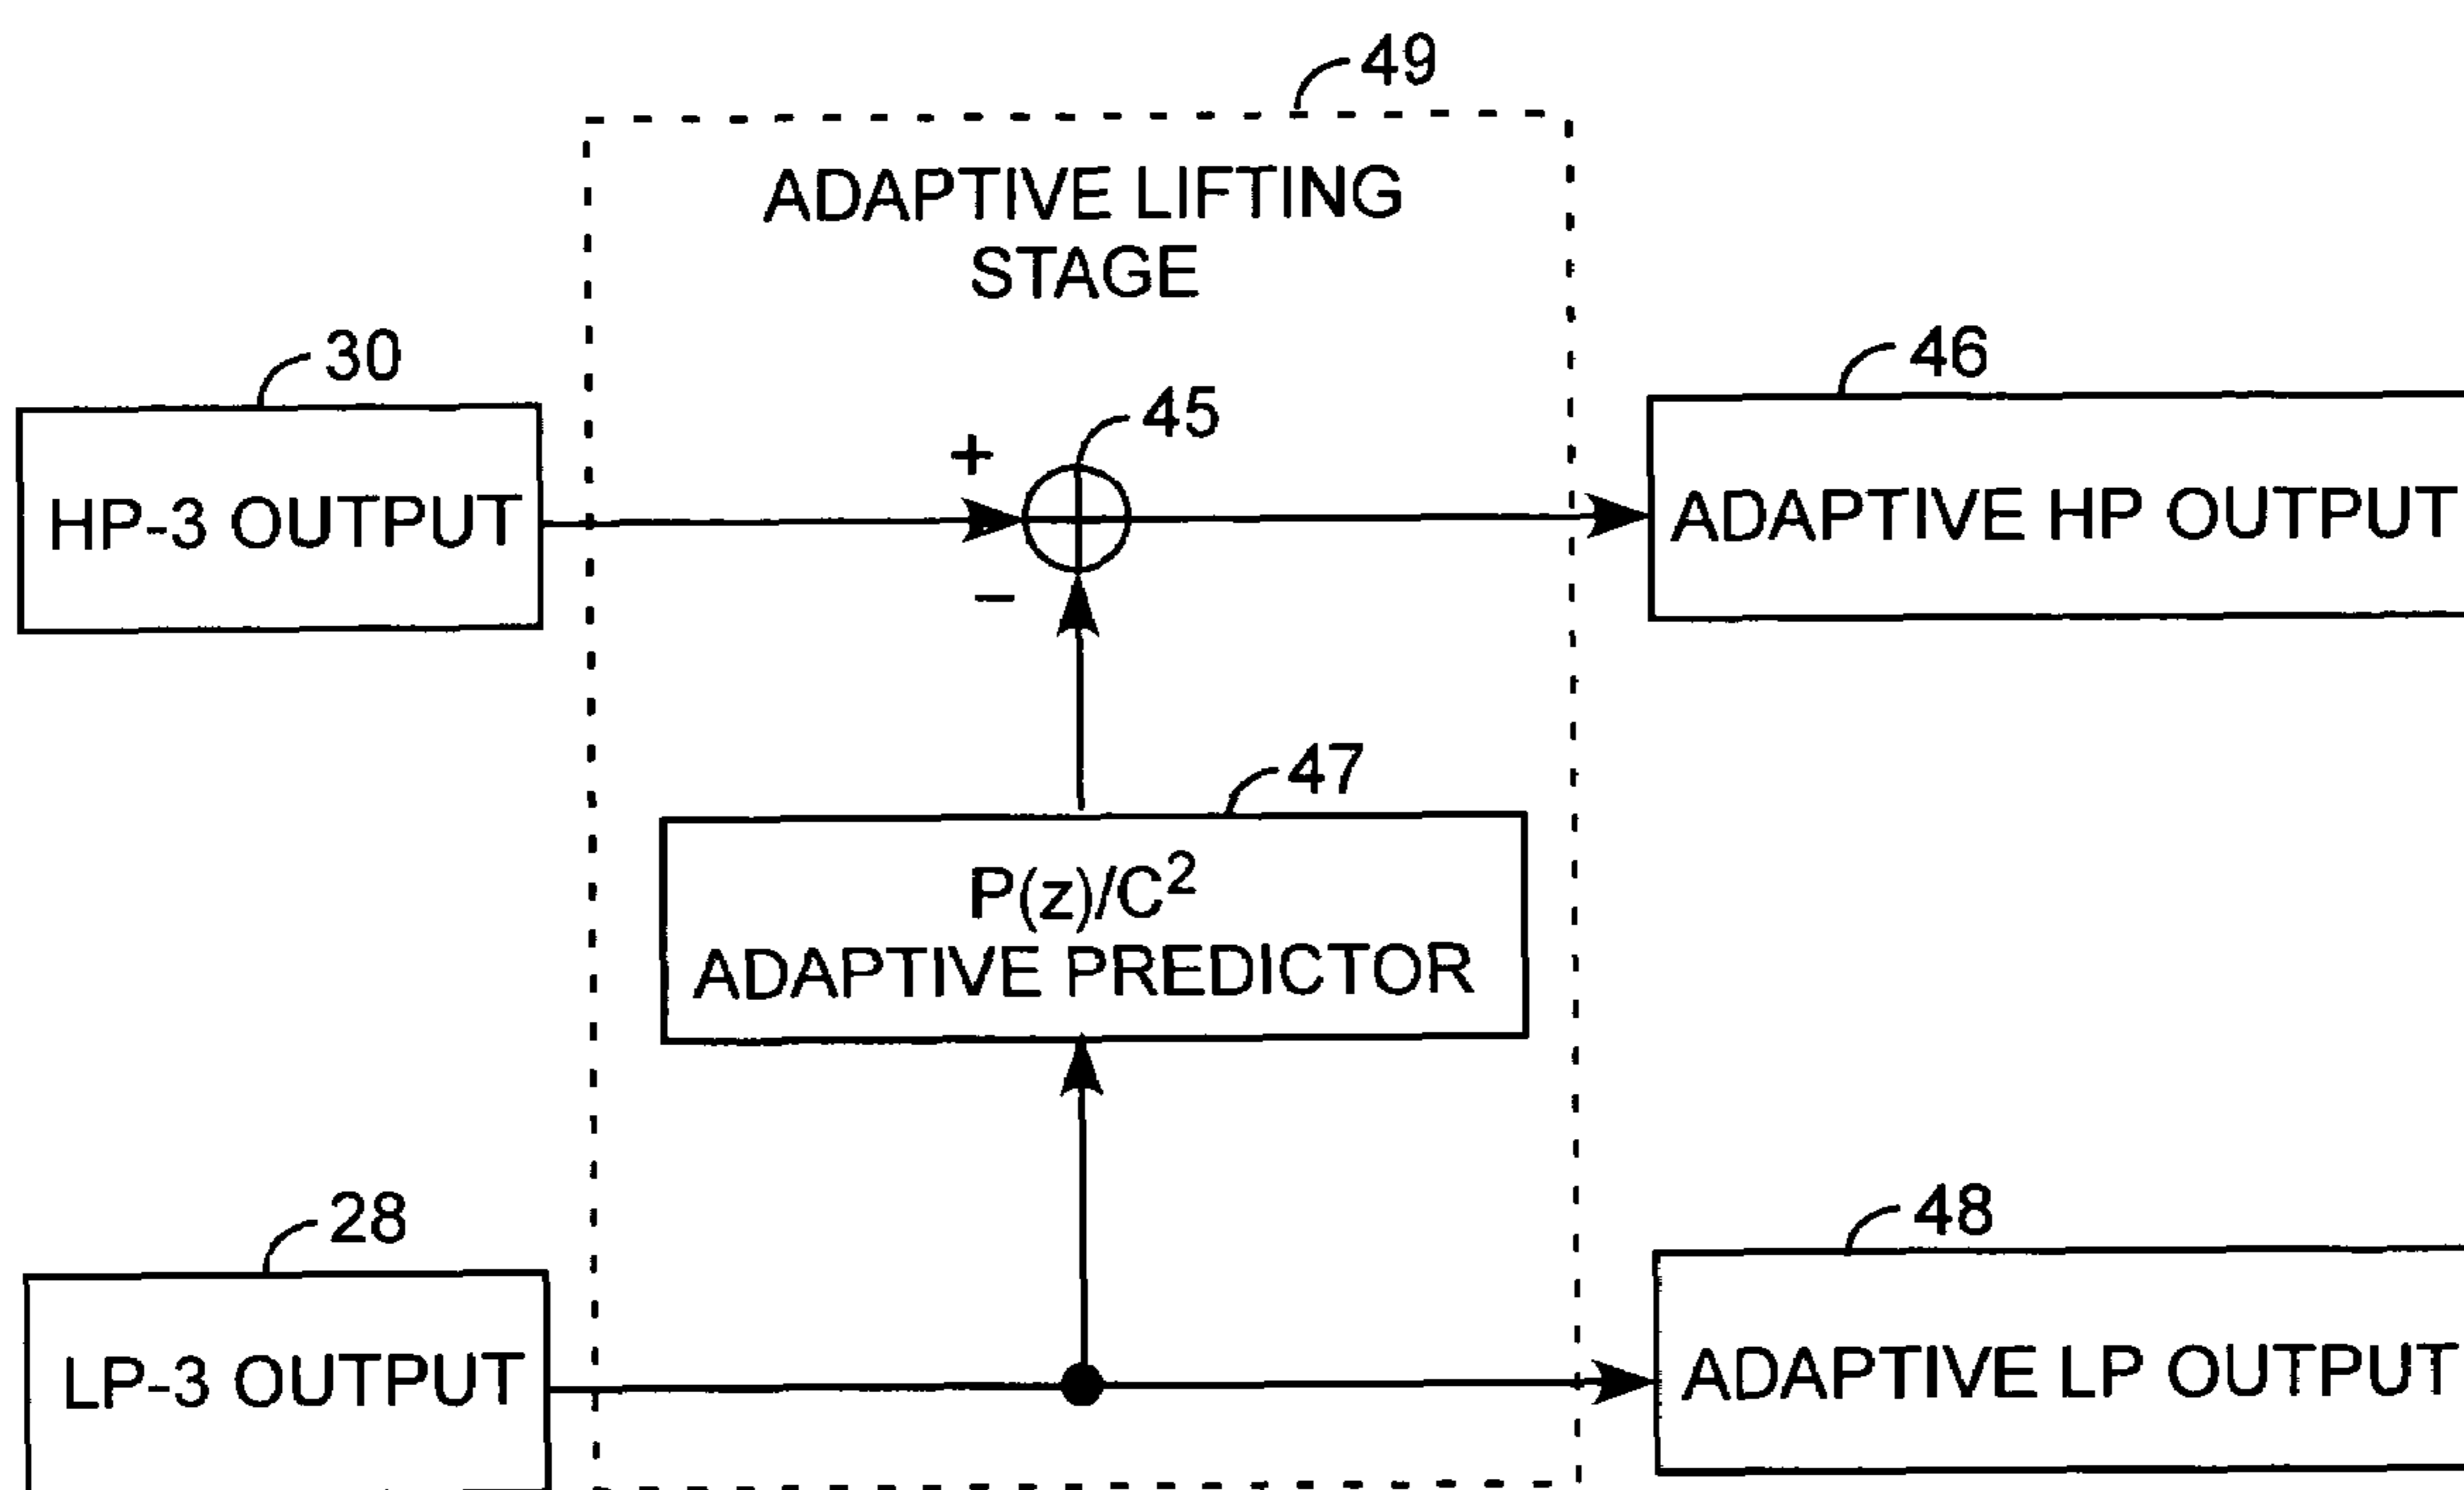 49
ADAPTIVE LIFTING
STAGE
30
46
45
+
HP-3 OUTPUT
ADAPTIVE HP OUTPUT
–
47
P(z)/C²
ADAPTIVE PREDICTOR
28
48
LP-3 OUTPUT
ADAPTIVE LP OUTPUT